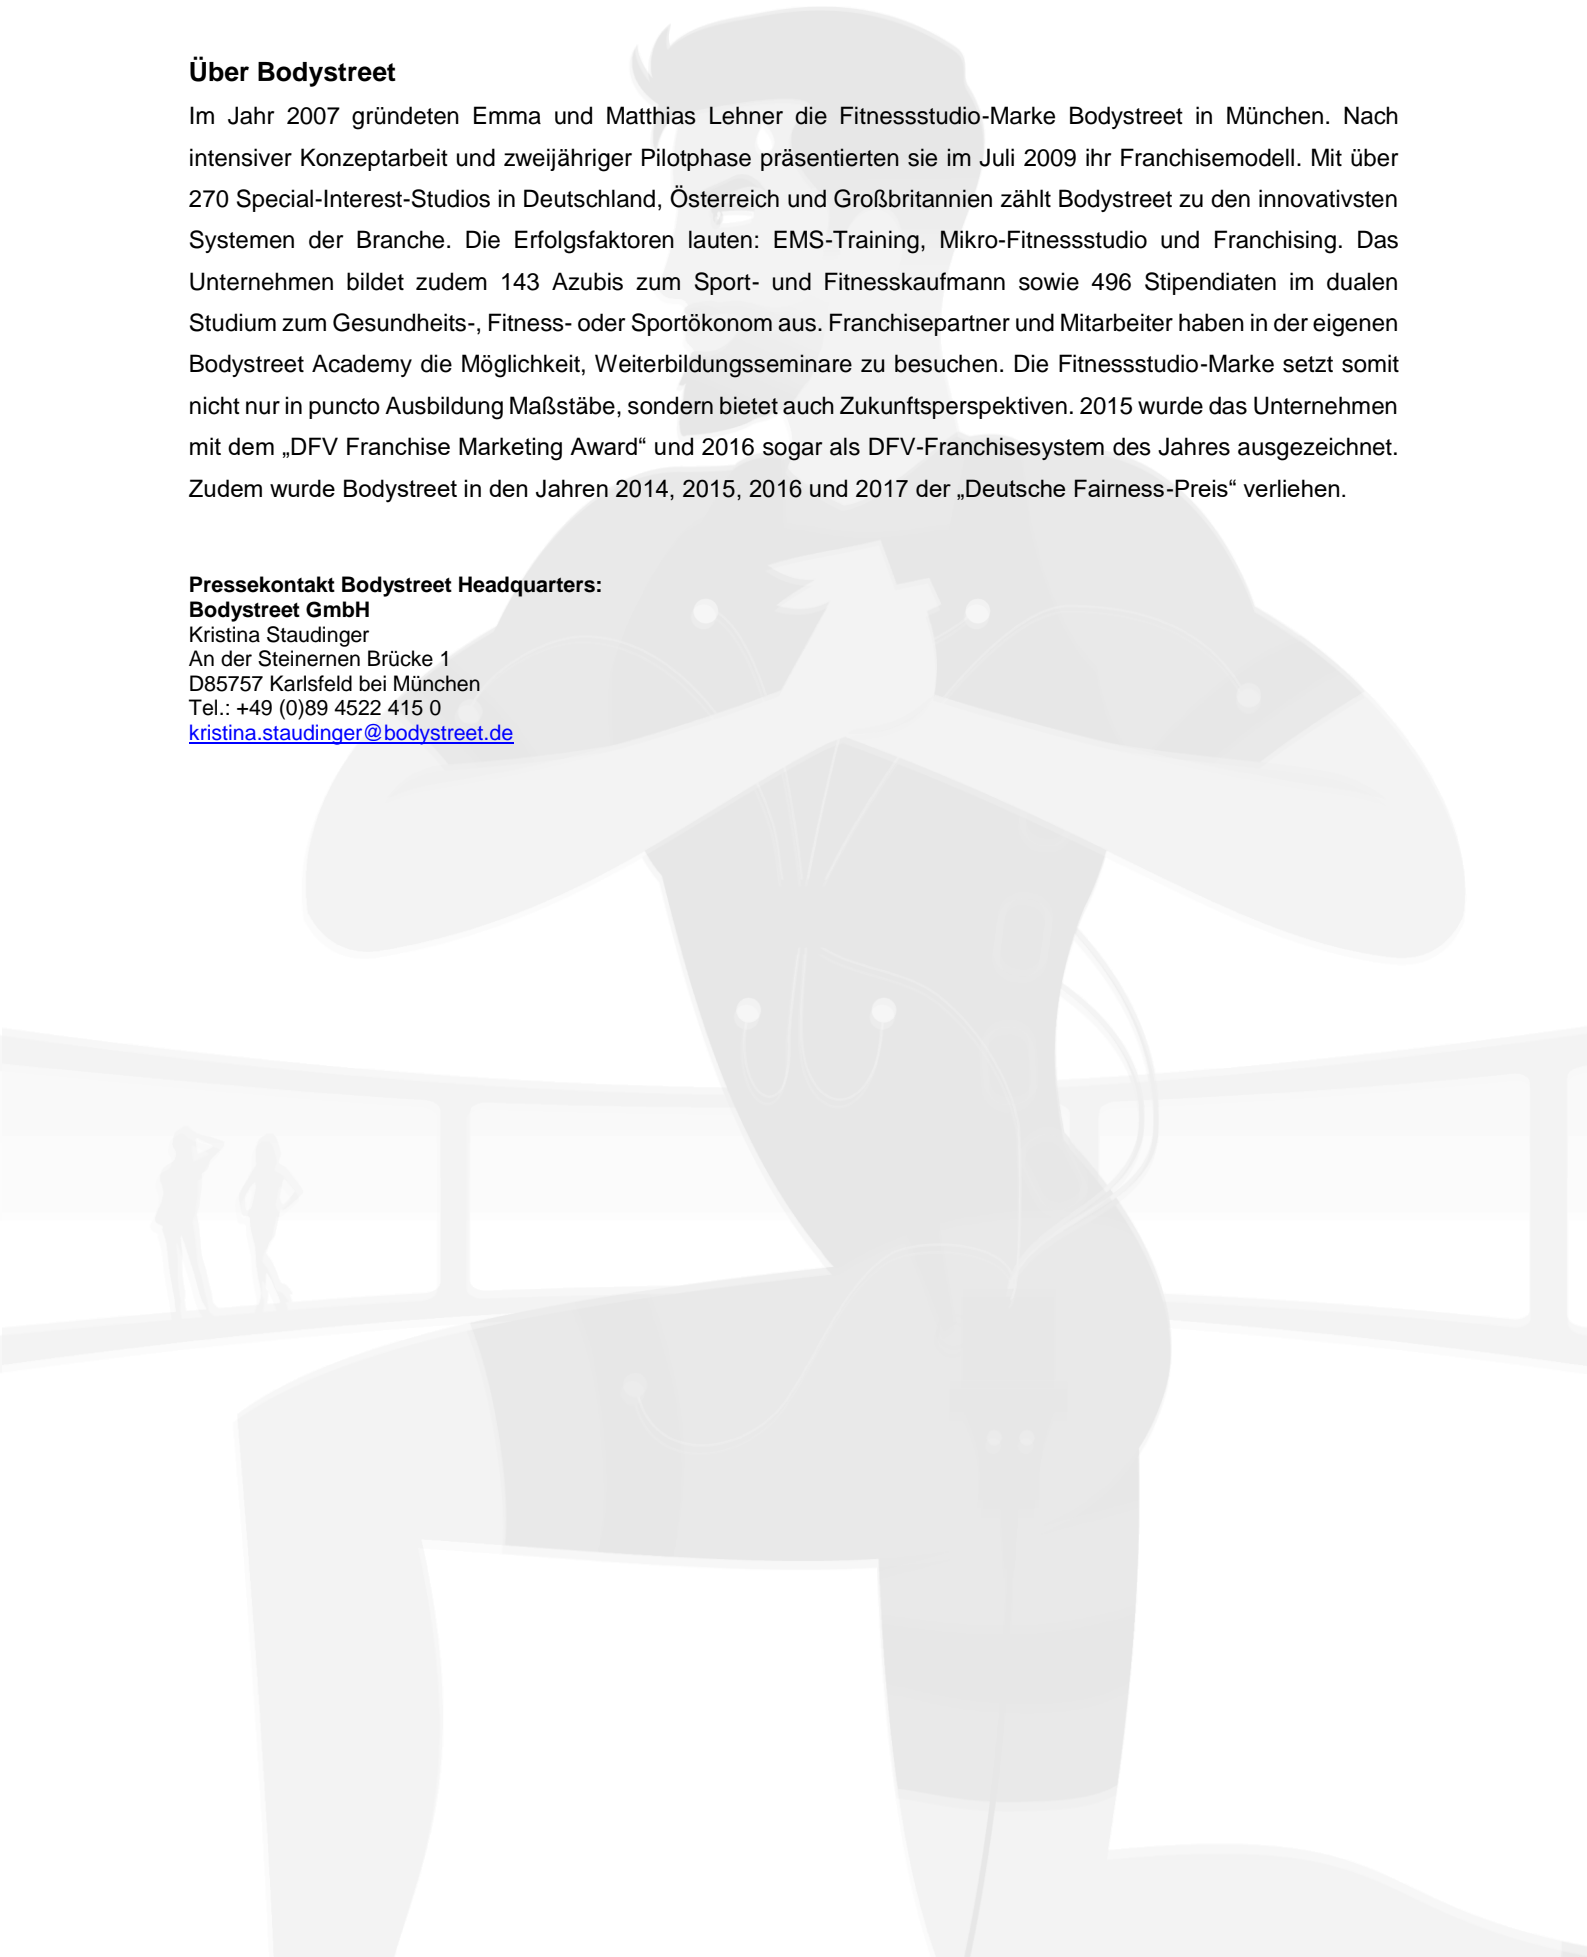 Über Bodystreet
Im Jahr 2007 gründeten Emma und Matthias Lehner die Fitnessstudio-Marke Bodystreet in München. Nach
intensiver Konzeptarbeit und zweijähriger Pilotphase präsentierten sie im Juli 2009 ihr Franchisemodell. Mit über
270 Special-Interest-Studios in Deutschland, Österreich und Großbritannien zählt Bodystreet zu den innovativsten
Systemen der Branche. Die Erfolgsfaktoren lauten: EMS-Training, Mikro-Fitnessstudio und Franchising. Das
Unternehmen bildet zudem 143 Azubis zum Sport- und Fitnesskaufmann sowie 496 Stipendiaten im dualen
Studium zum Gesundheits-, Fitness- oder Sportökonom aus. Franchisepartner und Mitarbeiter haben in der eigenen
Bodystreet Academy die Möglichkeit, Weiterbildungsseminare zu besuchen. Die Fitnessstudio-Marke setzt somit
nicht nur in puncto Ausbildung Maßstäbe, sondern bietet auch Zukunftsperspektiven. 2015 wurde das Unternehmen
mit dem „DFV Franchise Marketing Award“ und 2016 sogar als DFV-Franchisesystem des Jahres ausgezeichnet.
Zudem wurde Bodystreet in den Jahren 2014, 2015, 2016 und 2017 der „Deutsche Fairness-Preis“ verliehen.
Pressekontakt Bodystreet Headquarters:
Bodystreet GmbH
Kristina Staudinger
An der Steinernen Brücke 1
D85757 Karlsfeld bei München
Tel.: +49 (0)89 4522 415 0
kristina.staudinger@bodystreet.de